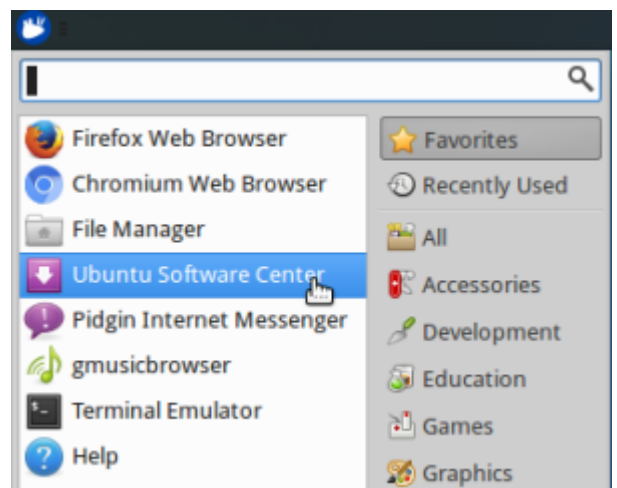 Firefox Web Browser
Chromium Web Browser
File Manager
Ubuntu Software Center
Pidgin Internet Messenger
gmusicbrowser
Terminal Emulator
Help
Favorites
Recently Used
All
Accessories
Development
Education
Games
Graphics